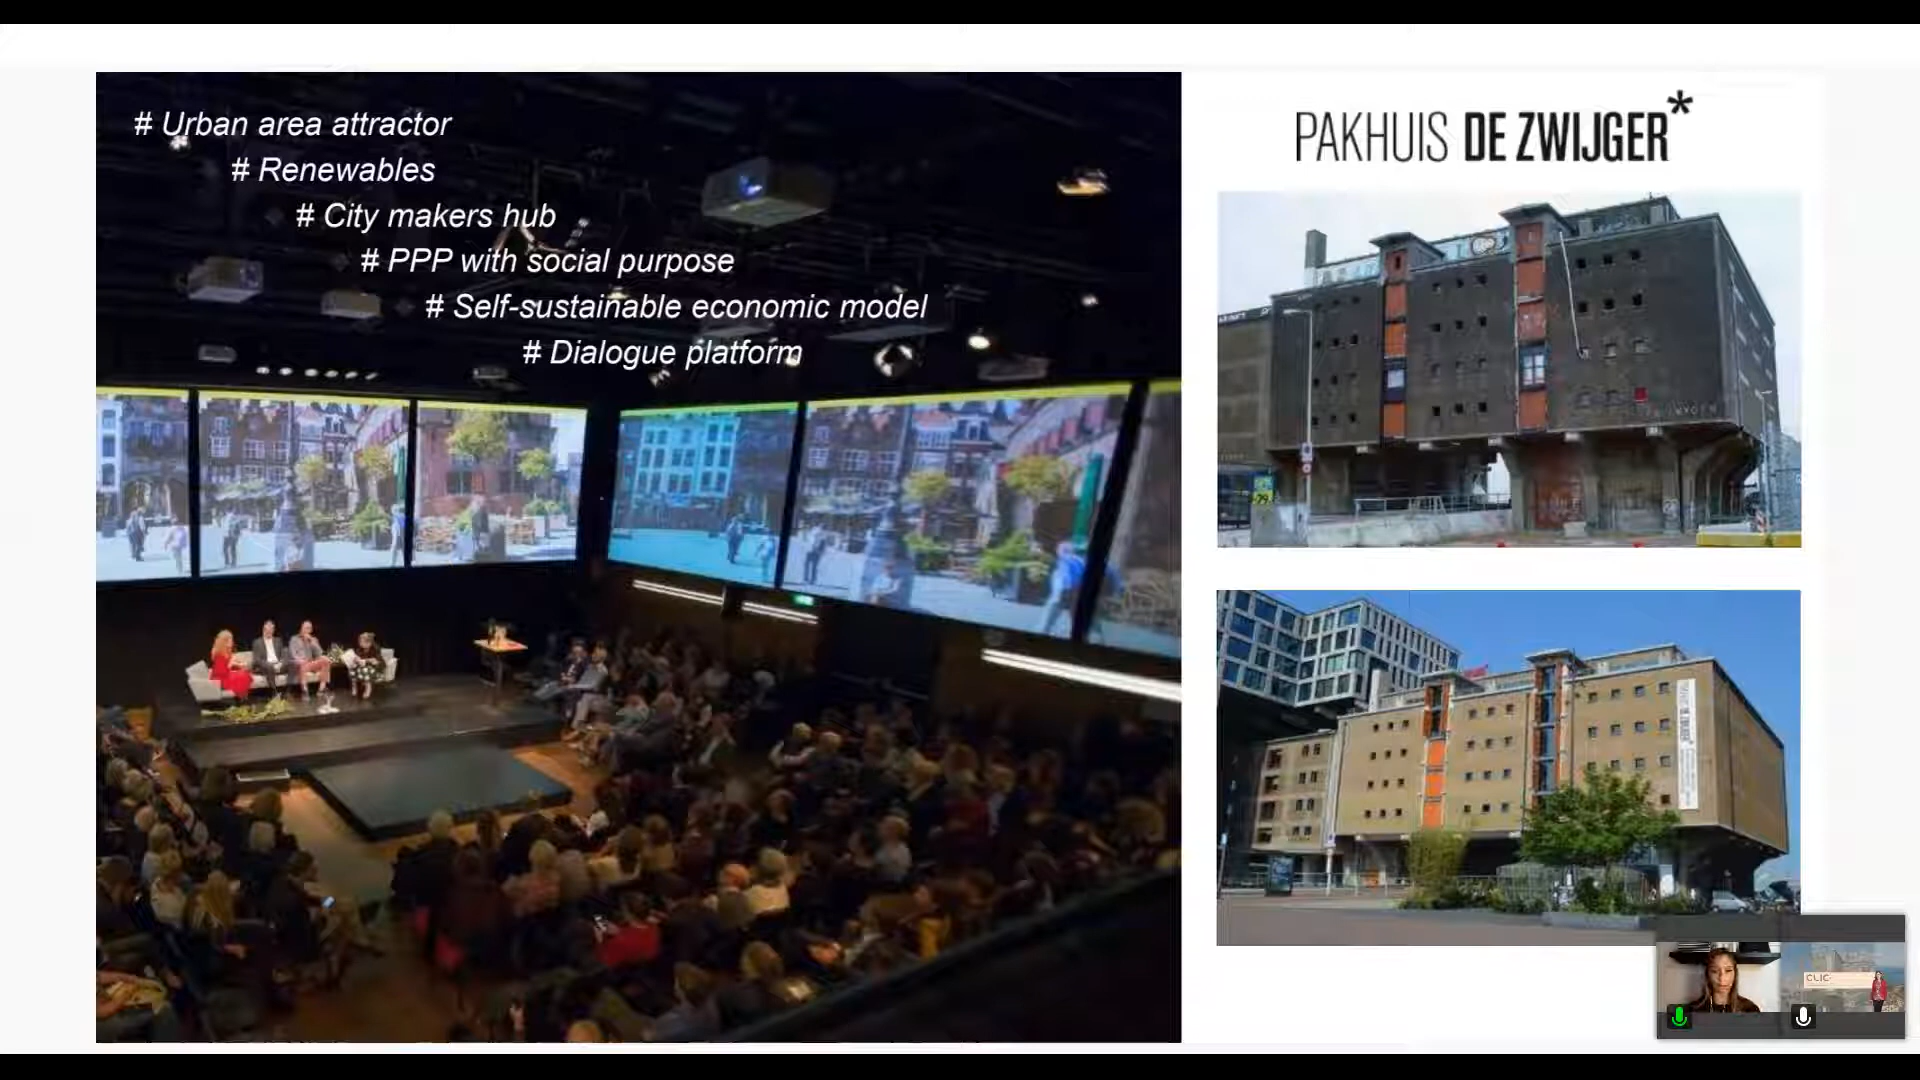 # Urban area attractor
# Renewables
# City makers hub
# PPP with social purpose
# Self-sustainable economic model
# Dialogue platform
PAKHUIS DE ZWIJGER*
CLIC